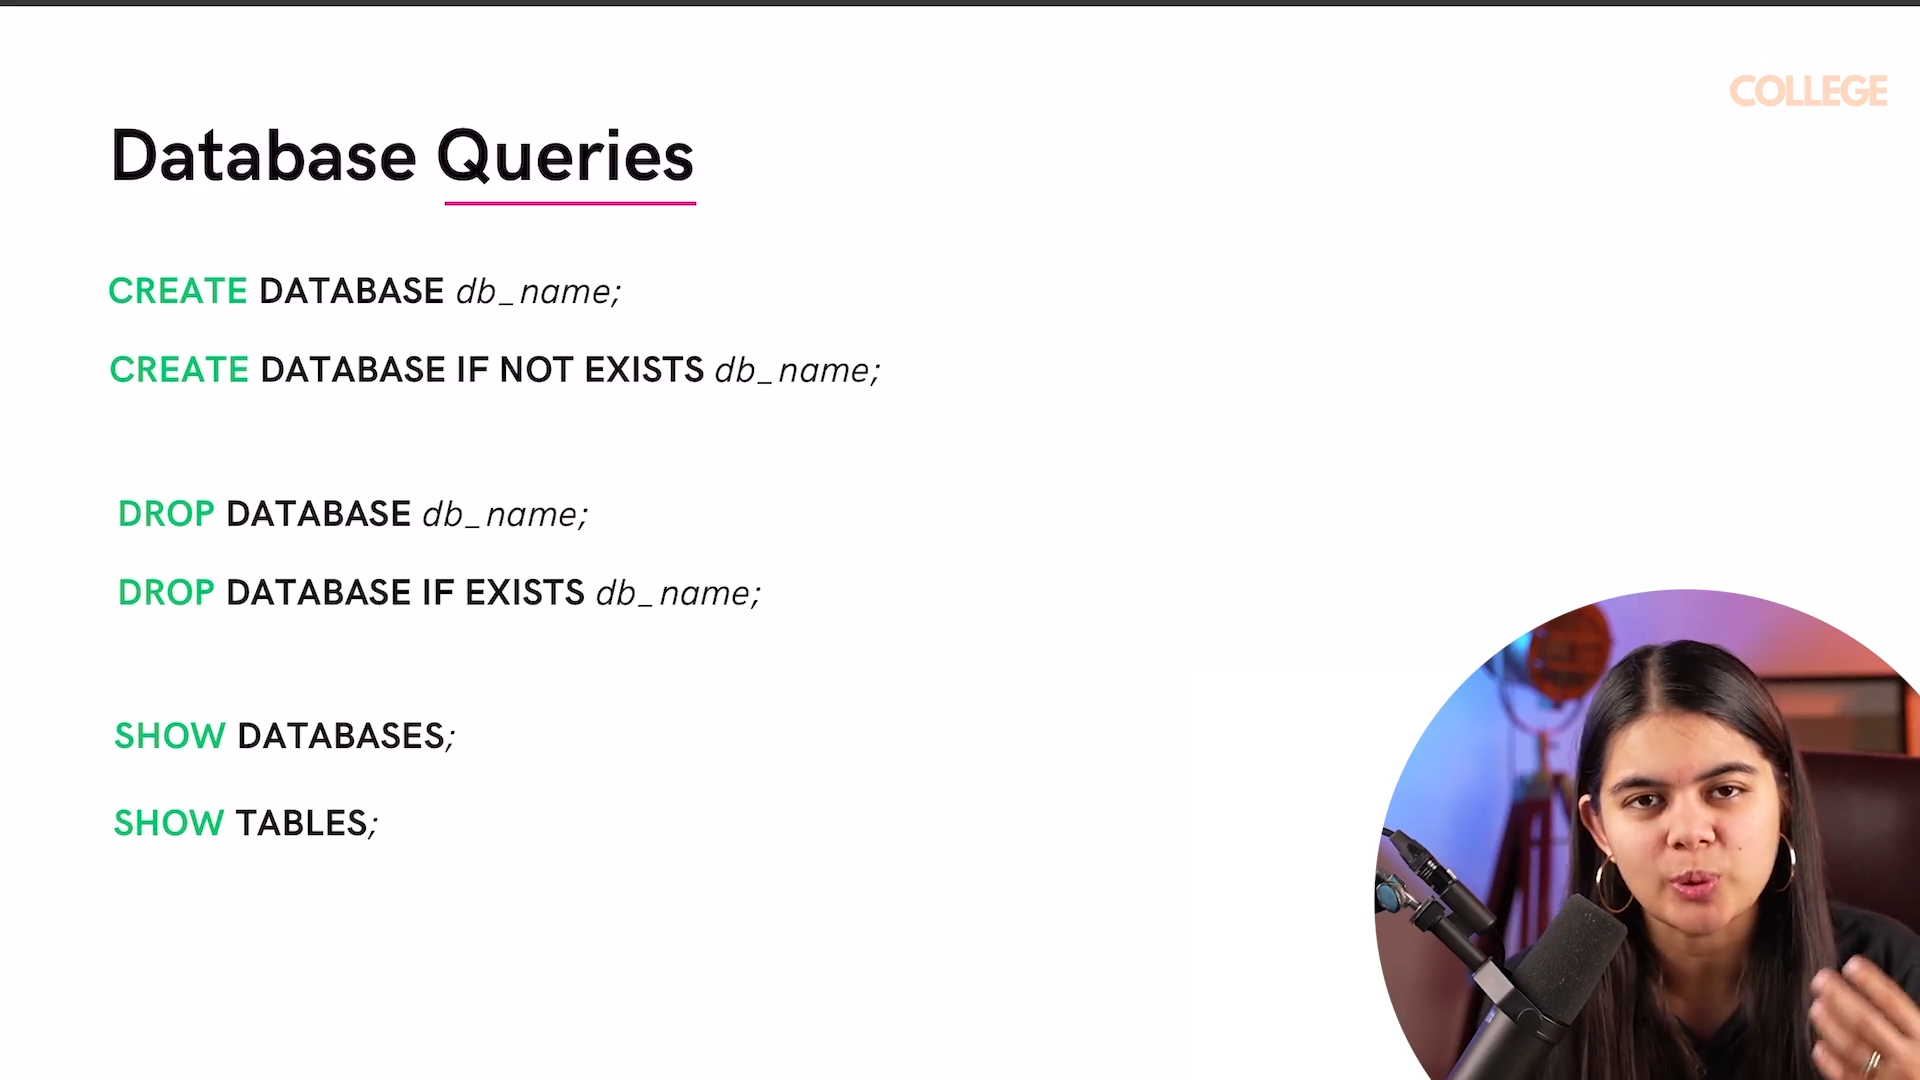 COLLEGE
Database Queries
CREATE DATABASE db_name;
CREATE DATABASE IF NOT EXISTS db_name;
DROP DATABASE db_name;
DROP DATABASE IF EXISTS db_name;
SHOW DATABASES;
SHOW TABLES;